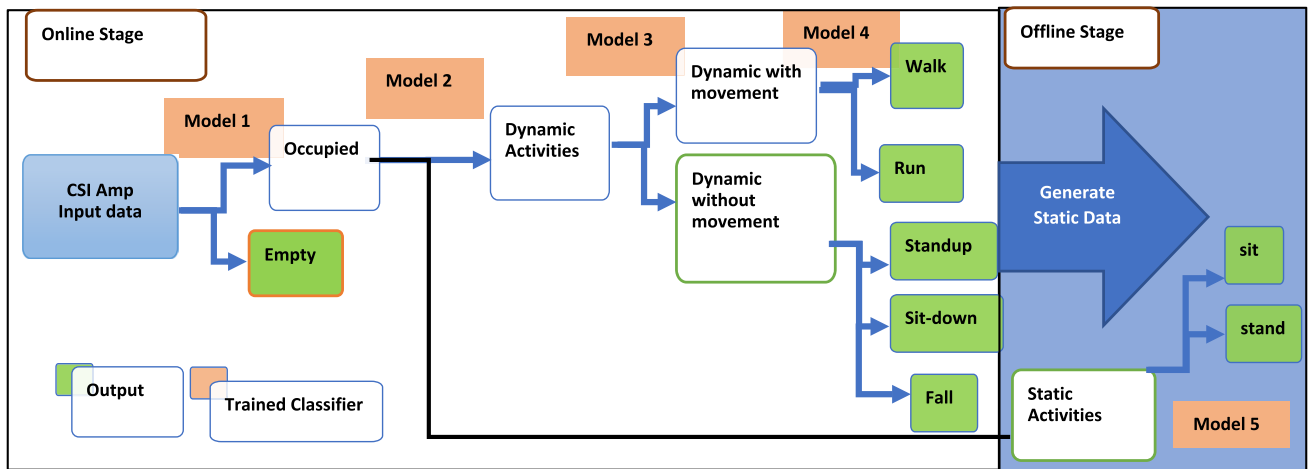 Online Stage
Model 1
Model 2
Model 3
Model 4
Offline Stage
CSI Amp
Input data
Occupied
Empty
Dynamic
Activities
Dynamic with
movement
Dynamic
without
movement
Walk
Run
Standup
Sit-down
Fall
Generate
Static Data
sit
stand
Static
Activities
Model 5
Output
Trained Classifier